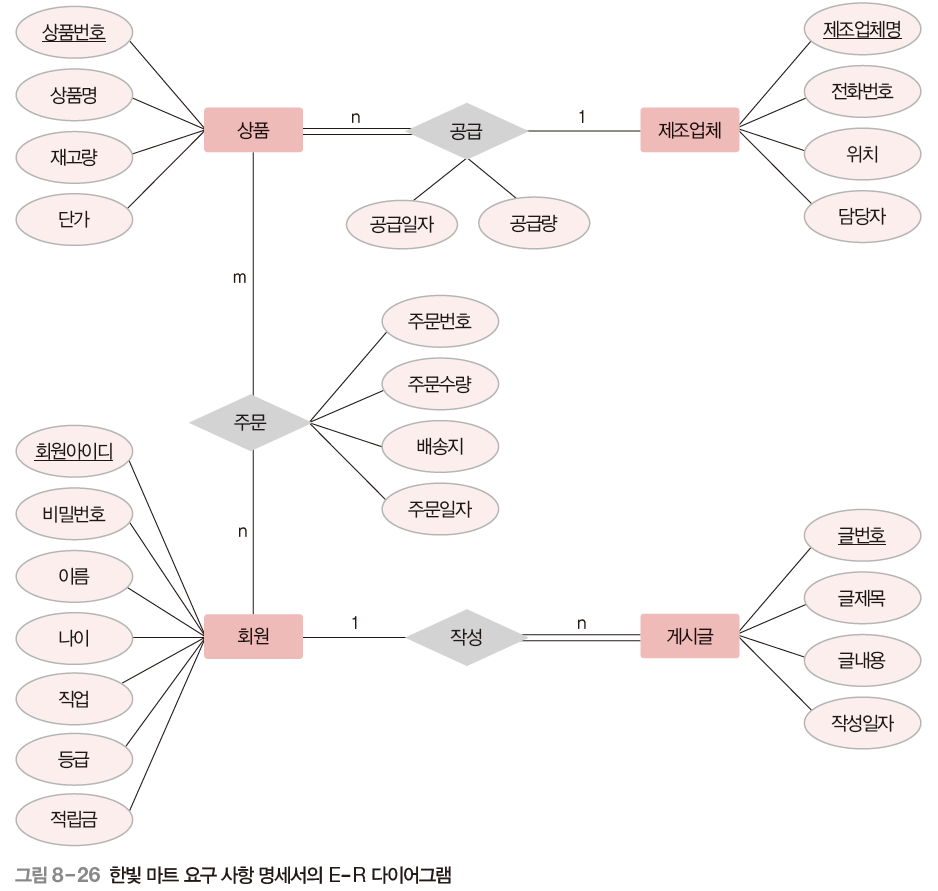 상품번호
상품명
재고량
단가
상품
n
공급
1
제조업체
공급일자
공급량
제조업체명
전화번호
위치
담당자
m
주문
주문번호
주문수량
배송지
주문일자
n
회원아이디
비밀번호
이름
나이
직업
등급
적립금
회원
1
작성
n
게시글
글번호
글제목
글내용
작성일자
그림 8-26 한빛 마트 요구 사항 명세서의 E-R 다이어그램